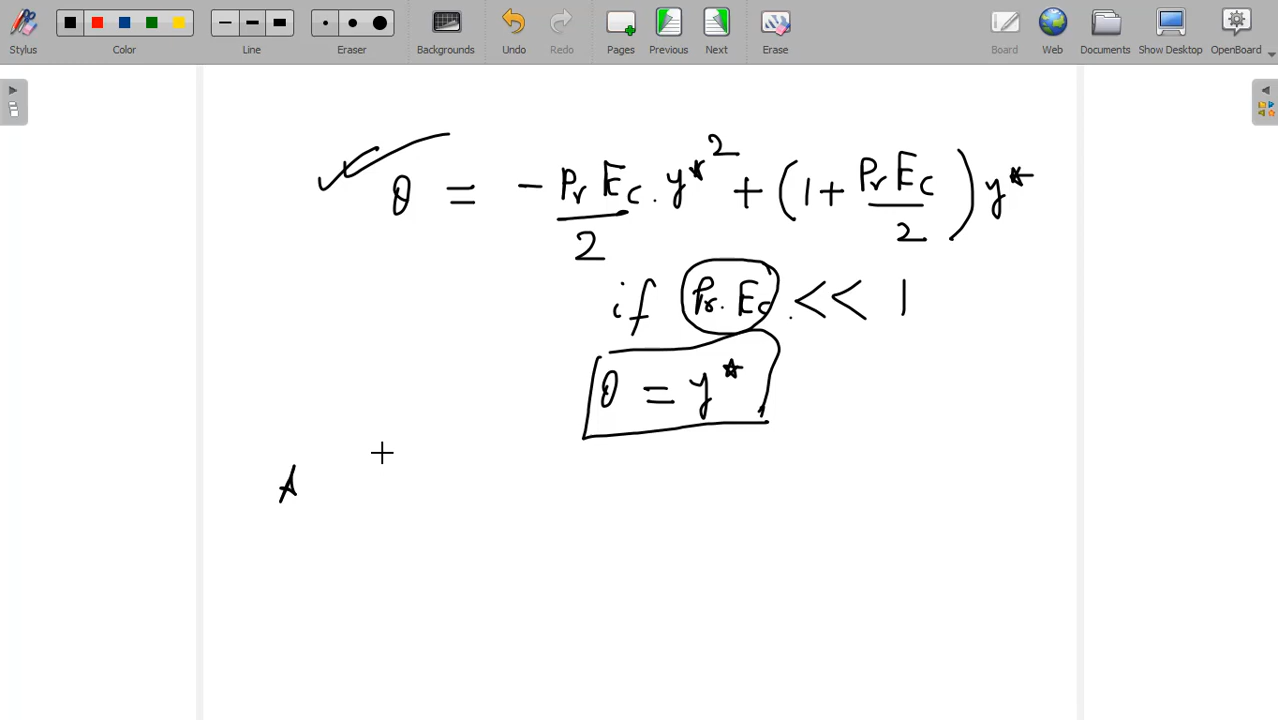 Stylus Color Line Eraser Backgrounds Undo Redo Pages Previous Next Erase Board Web Documents Show Desktop OpenBoard
θ = - Pr Ec/2 . y*² + (1 + Pr Ec/2) y*
if Pr. Ec. << 1
θ = y*
A